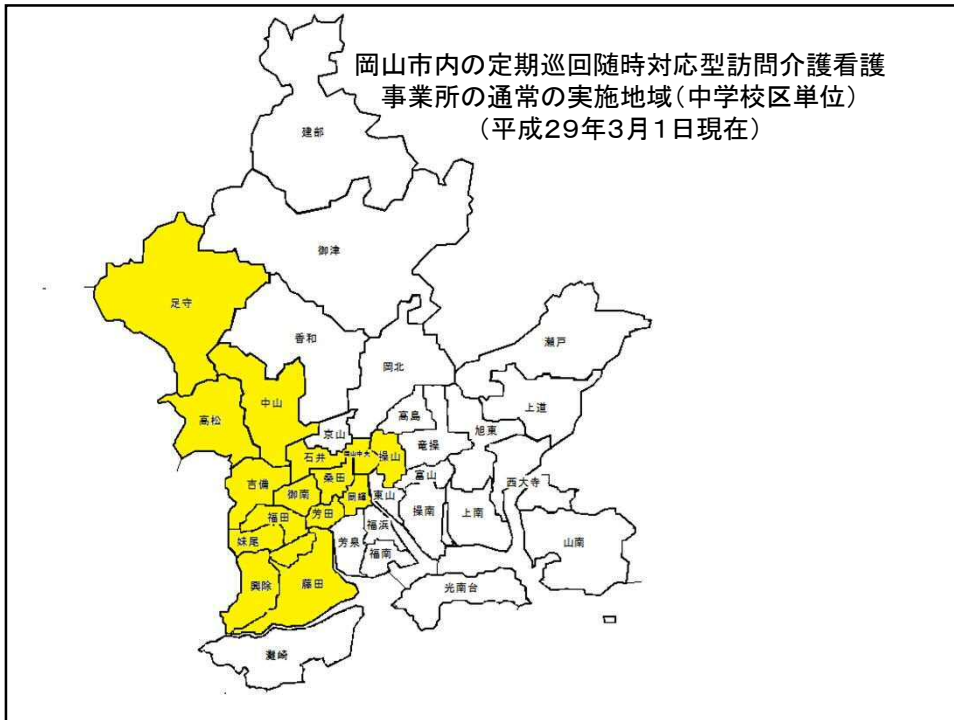 岡山市内の定期巡回随時対応型訪問介護看護
事業所の通常の実施地域(中学校区単位)
(平成29年3月1日現在)
建部
御津
足守
香和
瀬戸
岡北
中山
上道
高島
高松
京山
旭東
竜操
石井
岡山中央
操山
桑田
富山
西大寺
吉備
御南
岡輝
東山
操南
上南
福田
芳田
福浜
妹尾
芳泉
福南
山南
興除
藤田
光南台
灘崎